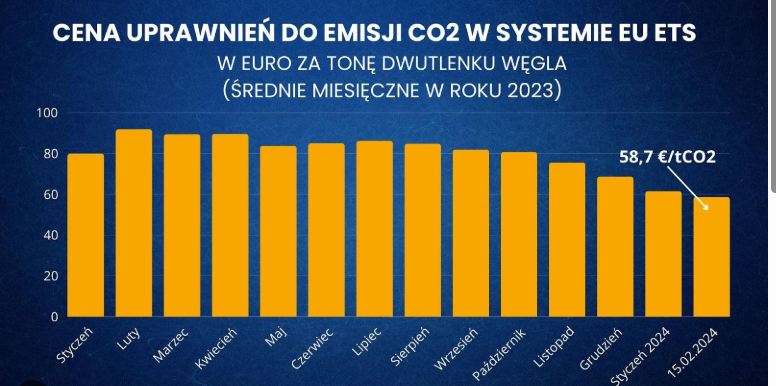 CENA UPRAWNIEŃ DO EMISJI CO2 W SYSTEMIE EU ETS
W EURO ZA TONĘ DWUTLENKU WĘGLA
(ŚREDNIE MIESIĘCZNE W ROKU 2023)
100
80
60
40
20
0
58,7 €/tCO2
Styczeń
Luty
Marzec
Kwiecień
Maj
Czerwiec
Lipiec
Sierpień
Wrzesień
Październik
Listopad
Grudzień
Styczeń 2024
15.02.2024